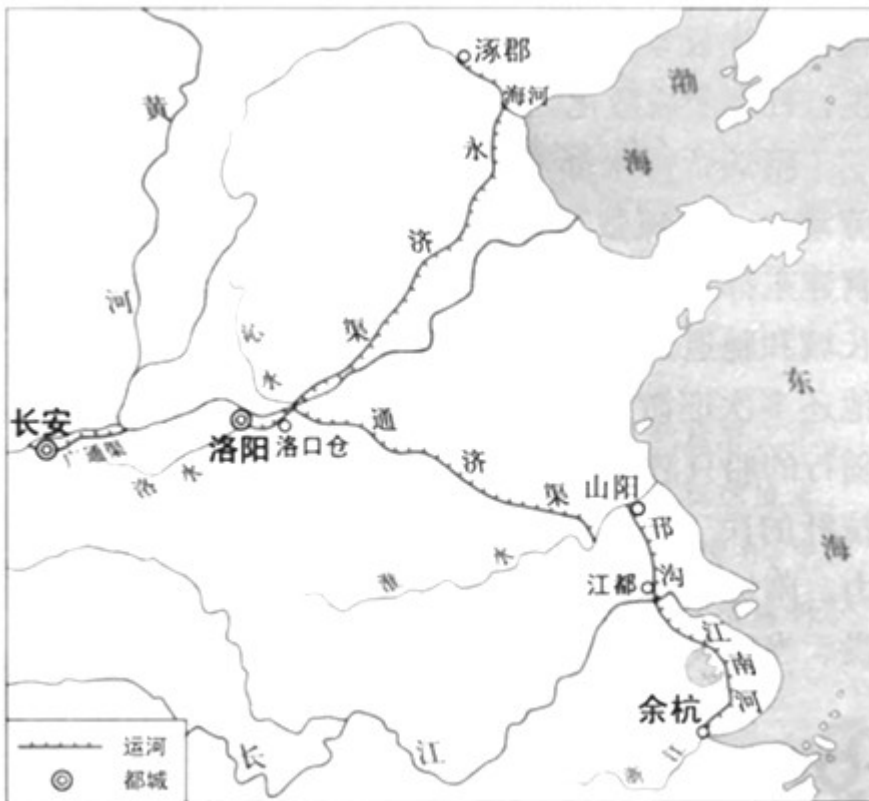 涿郡
海河
渤海
黄河
永济渠
沁水
长安
广通渠
洛阳
洛口仓
洛水
通济渠
山阳
邗沟
淮水
江都
江南河
东海
余杭
浙江
长江
运河
都城